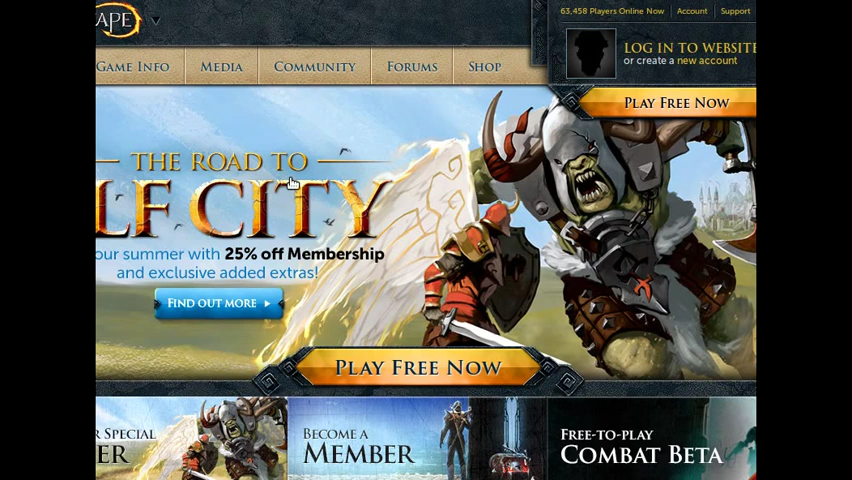 APE
63,458 Players Online Now
Account
Support
LOG IN TO WEBSITE
or create a new account
GAME INFO
MEDIA
COMMUNITY
FORUMS
SHOP
PLAY FREE NOW
THE ROAD TO
LF CITY
our summer with 25% off Membership
and exclusive added extras!
FIND OUT MORE
PLAY FREE NOW
R SPECIAL
ER
BECOME A
MEMBER
FREE-TO-PLAY
COMBAT BETA